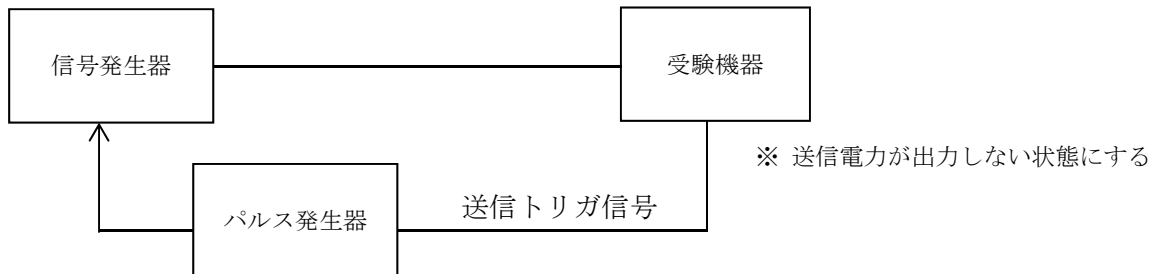 信号発生器
受験機器
※ 送信電力が出力しない状態にする
送信トリガ信号
パルス発生器